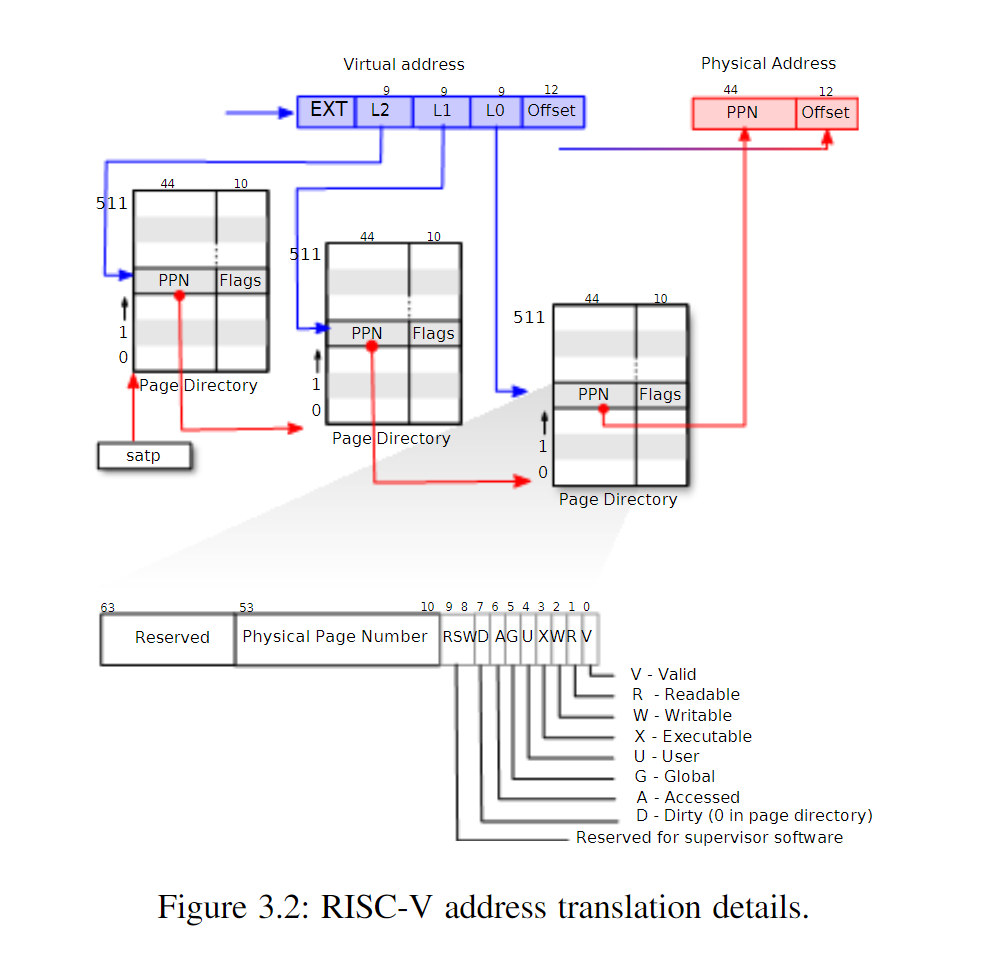 Virtual address
Physical Address
9 9 9 12
44 12
EXT L2 L1 L0 Offset
PPN Offset
44 10
511
PPN Flags
1
0
Page Directory
satp
44 10
511
PPN Flags
1
0
Page Directory
44 10
511
PPN Flags
1
0
Page Directory
63 53 10 9 8 7 6 5 4 3 2 1 0
Reserved Physical Page Number RSW D A G U X W R V
V - Valid
R - Readable
W - Writable
X - Executable
U - User
G - Global
A - Accessed
D - Dirty (0 in page directory)
Reserved for supervisor software
Figure 3.2: RISC-V address translation details.